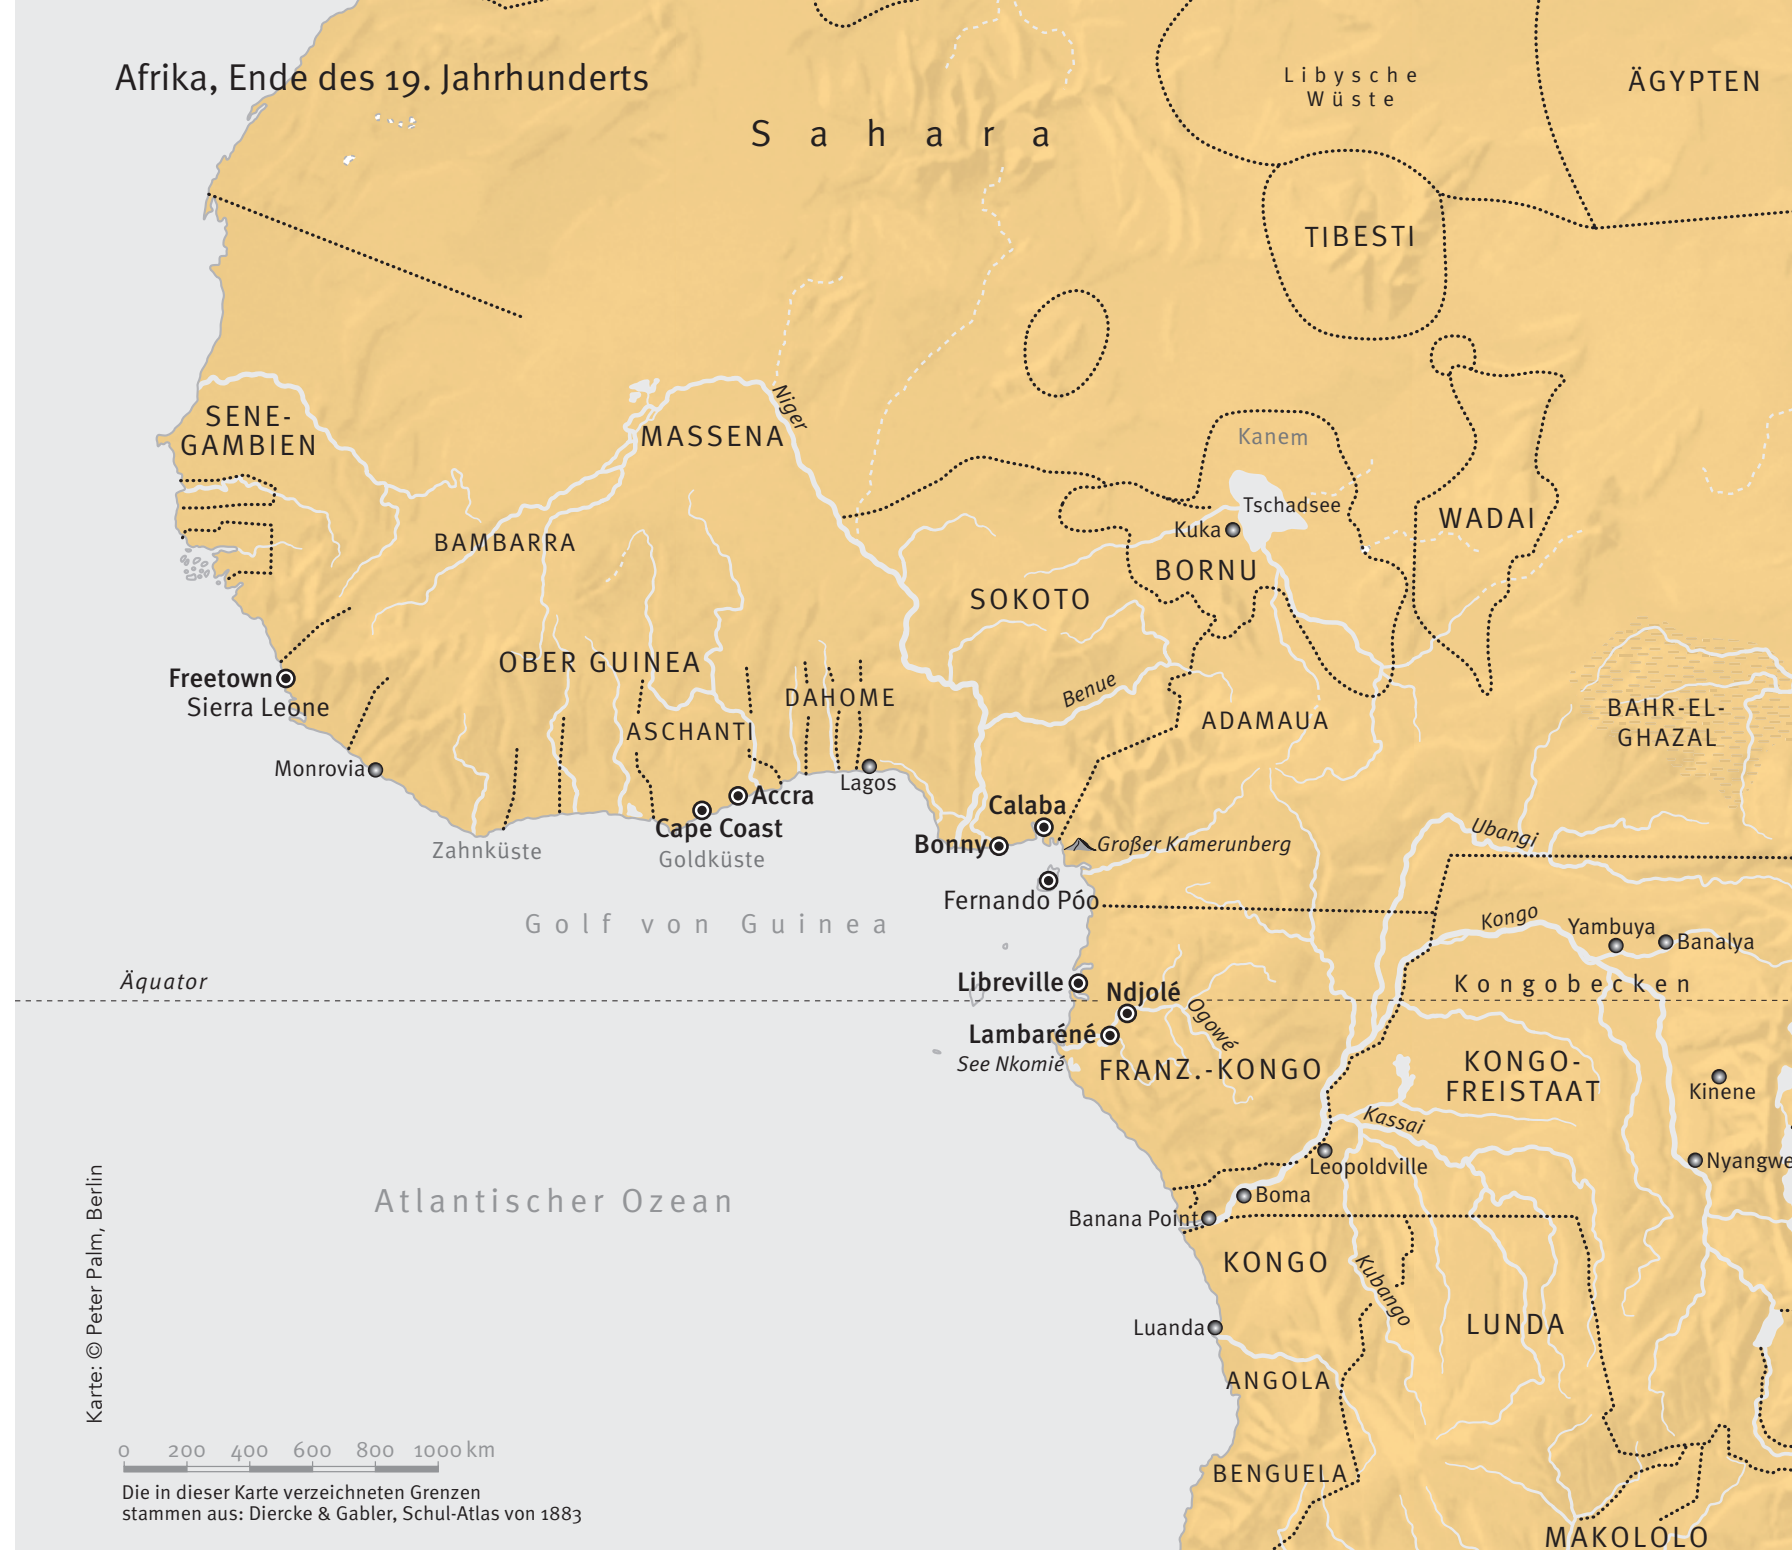 Afrika, Ende des 19. Jahrhunderts
Libysche
Wüste
ÄGYPTEN
Sahara
TIBESTI
Niger
SENE-
GAMBIEN
MASSENA
Kanem
Tschadsee
Kuka
WADAI
BAMBARRA
BORNU
SOKOTO
OBER GUINEA
Freetown
Sierra Leone
DAHOME
Benue
ADAMAUA
BAHR-EL-
GHAZAL
ASCHANTI
Monrovia
Lagos
Accra
Cape Coast
Calaba
Bonny
Großer Kamerunberg
Ubangi
Zahnküste
Goldküste
Fernando Póo
Golf von Guinea
Kongo
Yambuya
Banalya
Äquator
Libreville
Ndjolé
Kongobecken
Ogowé
Lambaréné
See Nkomié
FRANZ.-KONGO
KONGO-
FREISTAAT
Kinene
Kassai
Leopoldville
Nyangwe
Atlantischer Ozean
Boma
Banana Point
KONGO
Kubango
Luanda
LUNDA
ANGOLA
BENGUELA
MAKOLOLO
Karte: © Peter Palm, Berlin
0 200 400 600 800 1000 km
Die in dieser Karte verzeichneten Grenzen
stammen aus: Diercke & Gabler, Schul-Atlas von 1883